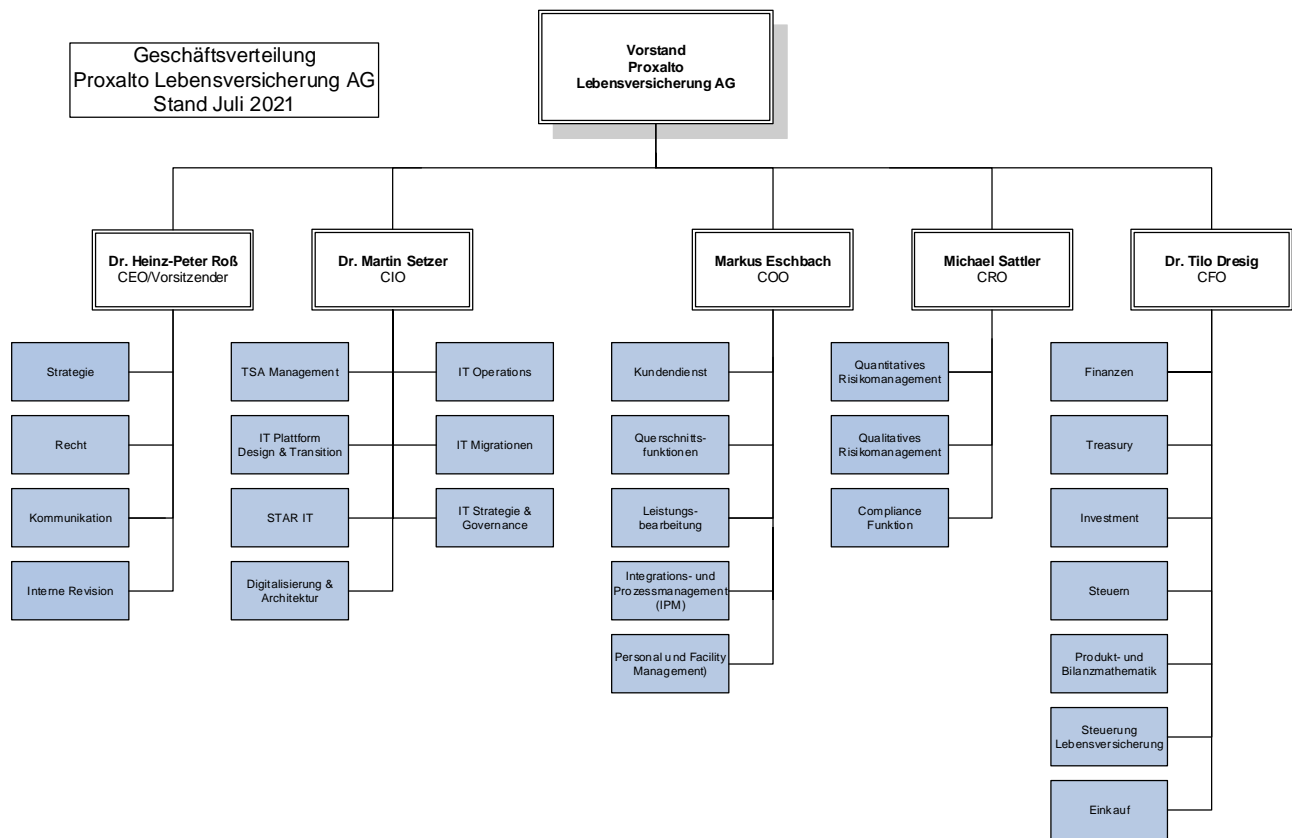 Geschäftsverteilung
Proxalto Lebensversicherung AG
Stand Juli 2021
Vorstand
Proxalto
Lebensversicherung AG
Dr. Heinz-Peter Roß
CEO/Vorsitzender
Dr. Martin Setzer
CIO
Markus Eschbach
COO
Michael Sattler
CRO
Dr. Tilo Dresig
CFO
Strategie
Recht
Kommunikation
Interne Revision
TSA Management
IT Plattform
Design & Transition
STAR IT
Digitalisierung &
Architektur
IT Operations
IT Migrationen
IT Strategie &
Governance
Kundendienst
Querschnitts-
funktionen
Leistungs-
bearbeitung
Integrations- und
Prozessmanagement
(IPM)
Personal und Facility
Management)
Quantitatives
Risikomanagement
Qualitatives
Risikomanagement
Compliance
Funktion
Finanzen
Treasury
Investment
Steuern
Produkt- und
Bilanzmathematik
Steuerung
Lebensversicherung
Einkauf